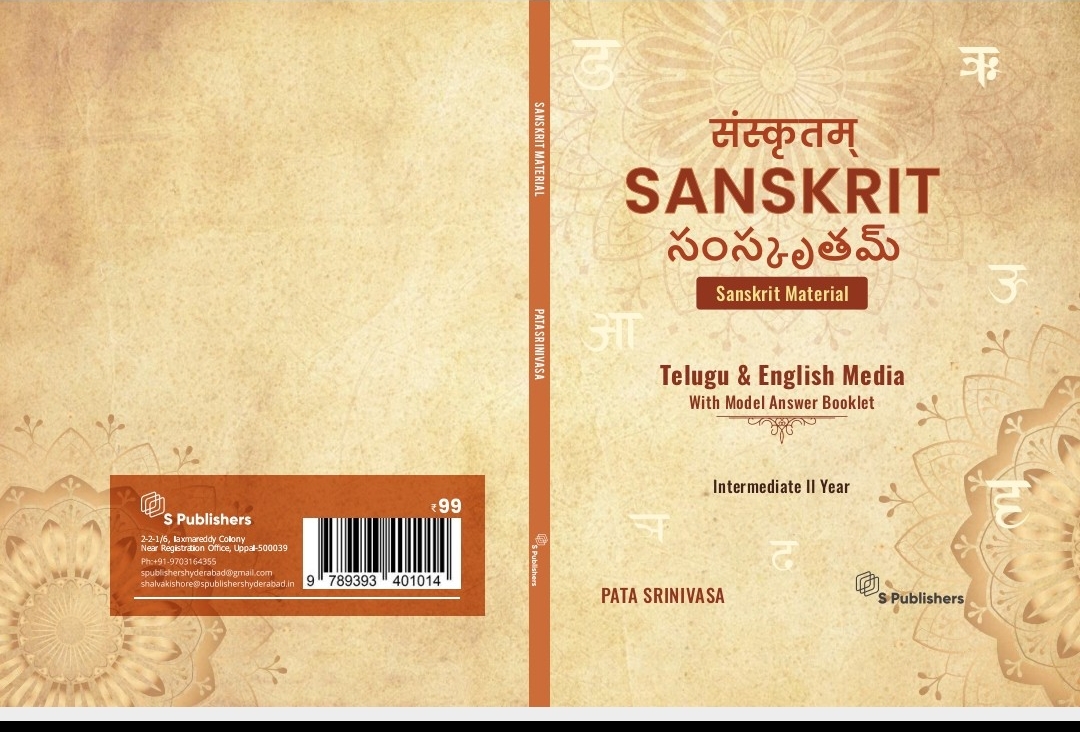 S Publishers
2-2-1/6, Ilaxmareddy Colony
Near Registration Office, Uppal-500039
Ph:+91-9703164355
spublishershyderabad@gmail.com
shalvakishore@spublishershyderabad.in
₹ 99
9 789393 401014
SANSKRIT MATERIAL
PATA SRINIVASA
S Publishers
ङ
ऋ
संस्कृतम्
SANSKRIT
సంస్కృతమ్
Sanskrit Material
उ
आ
Telugu & English Media
With Model Answer Booklet
Intermediate II Year
ह
च
ढ
PATA SRINIVASA
S Publishers